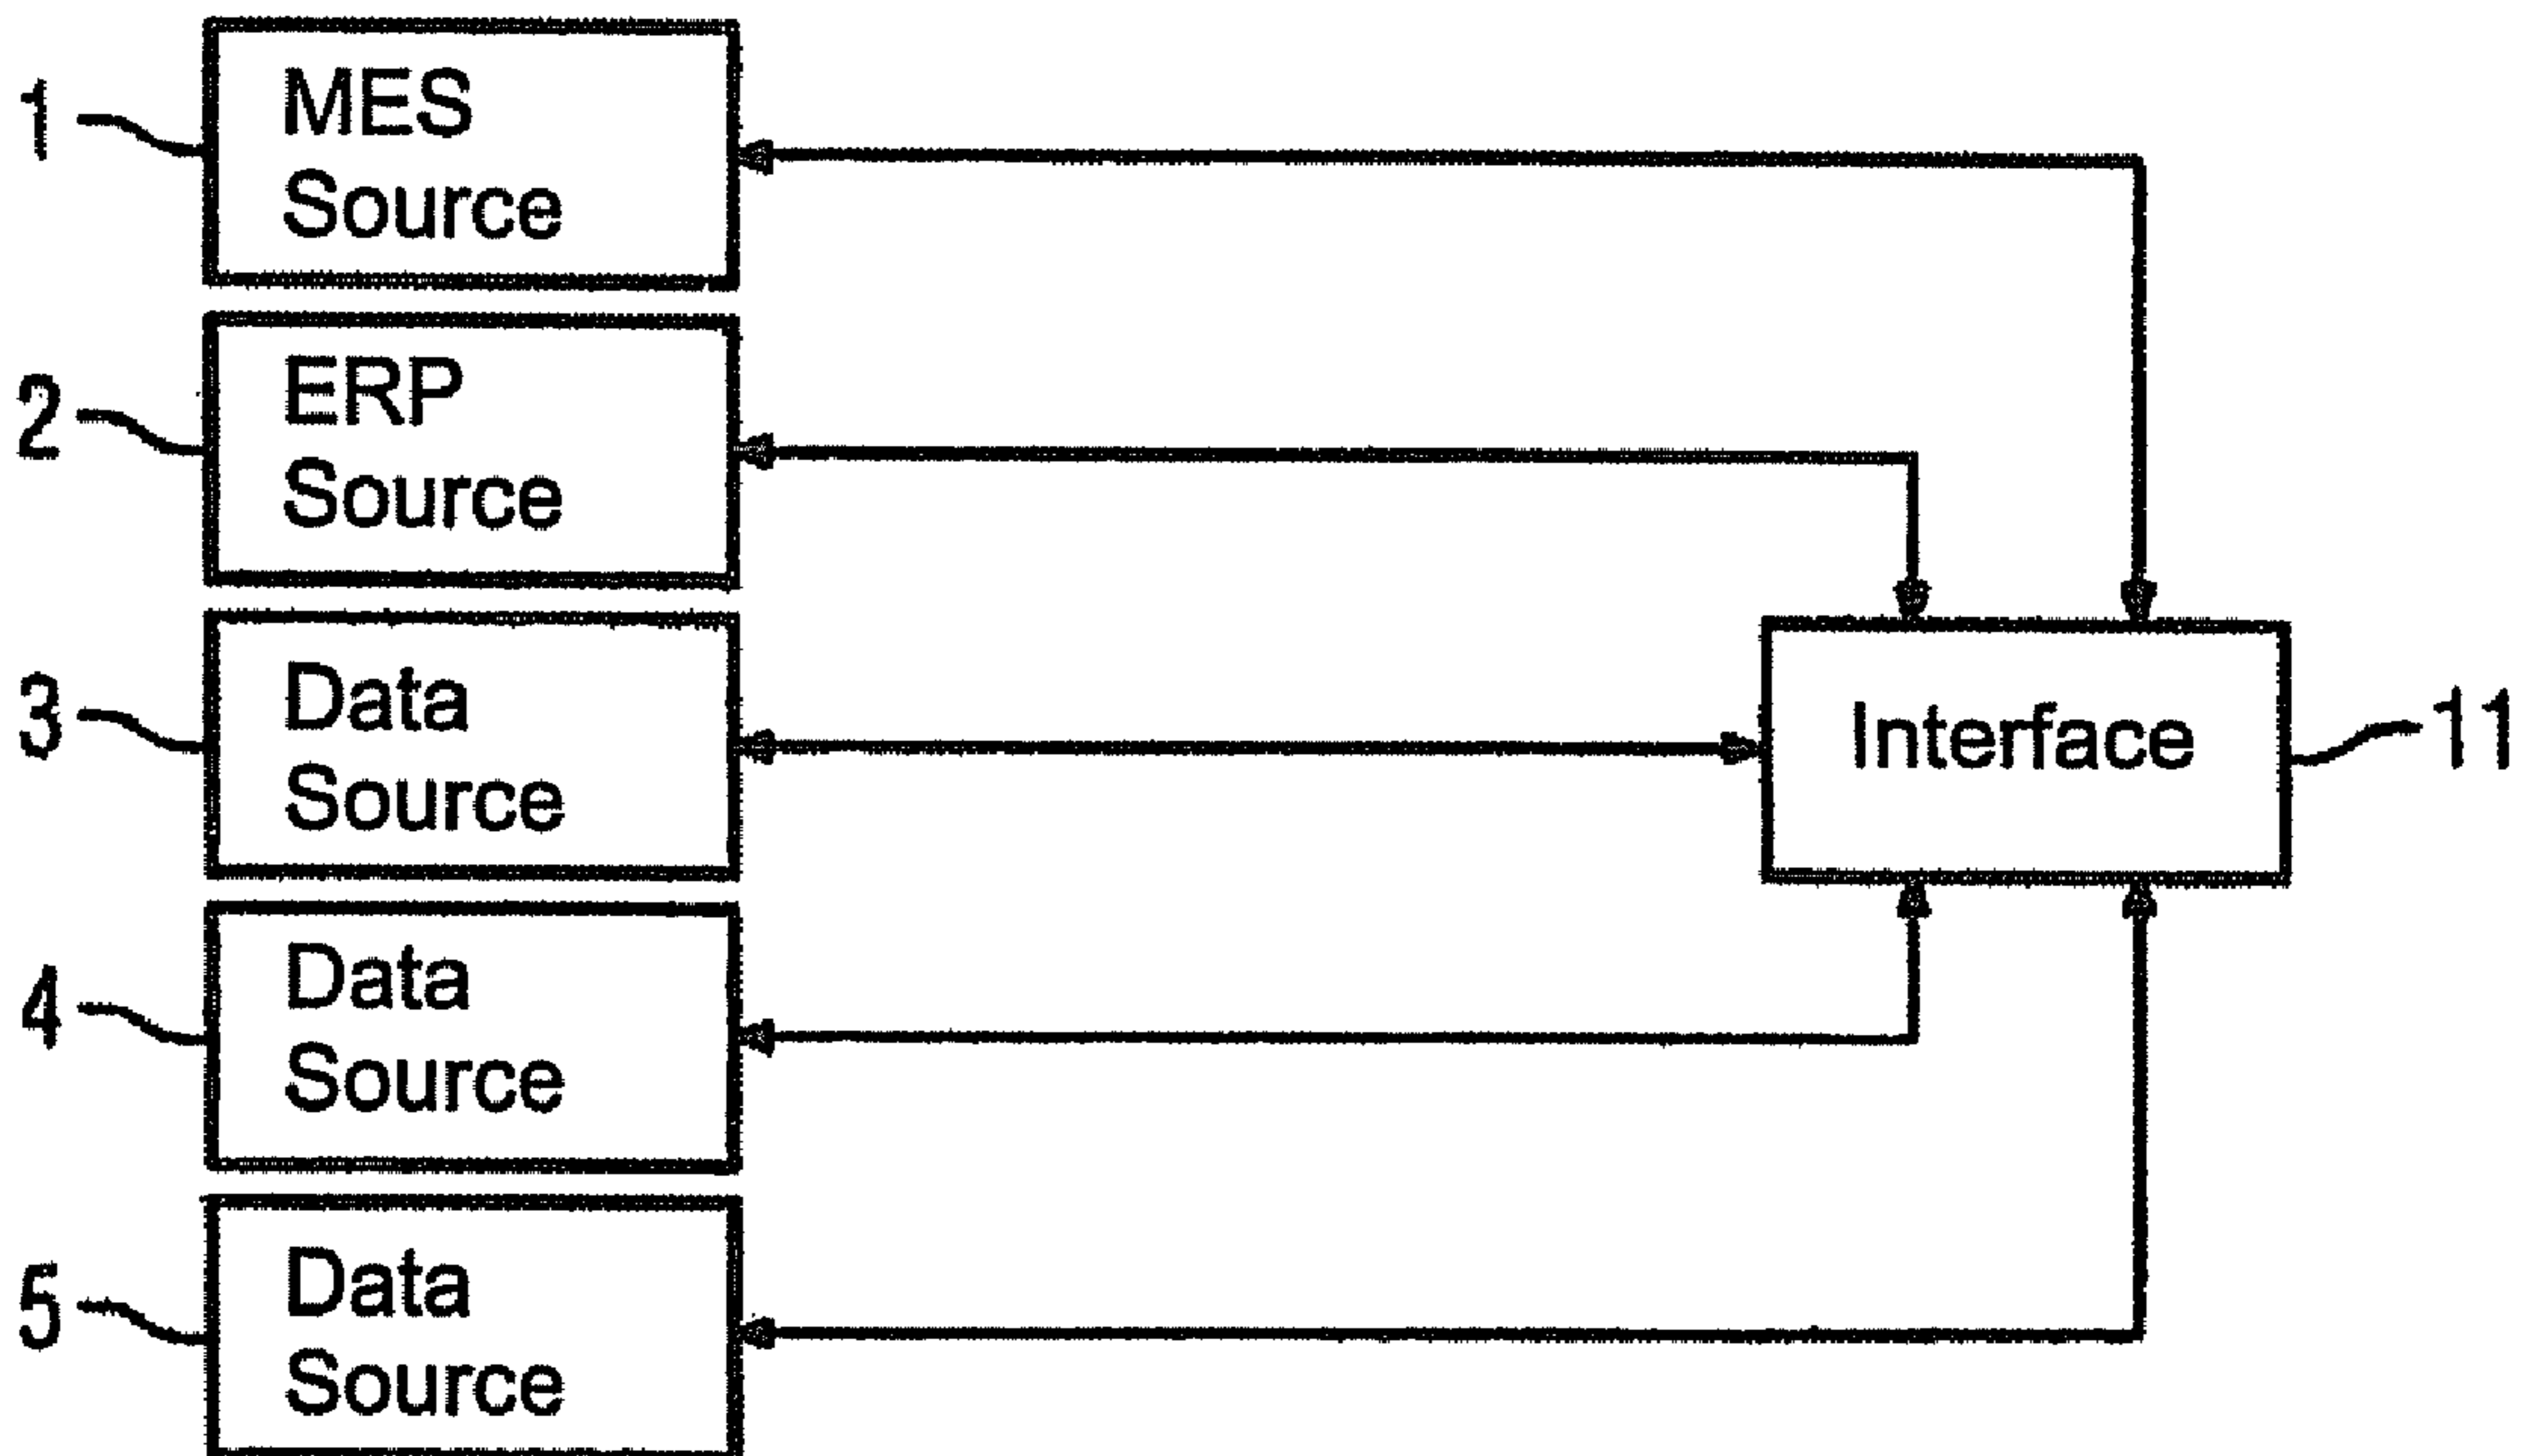 1
MES
Source
2
ERP
Source
3
Data
Source
Interface
11
4
Data
Source
5
Data
Source